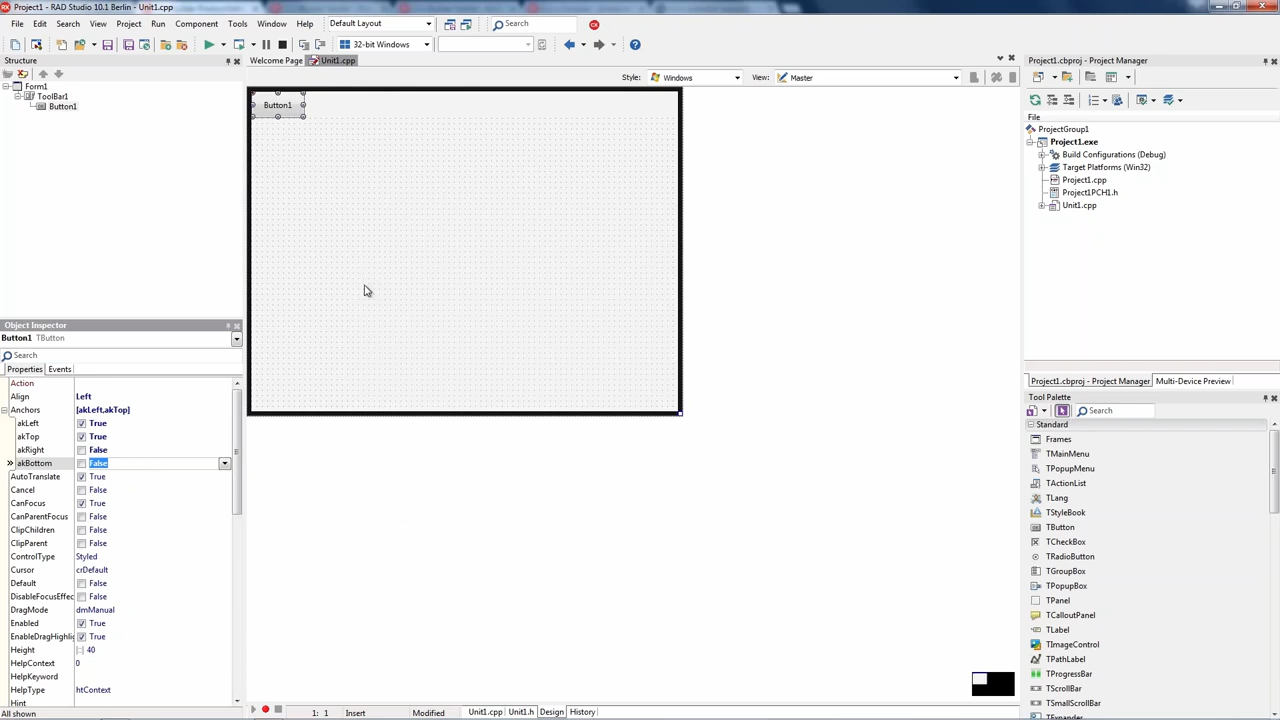 Project1 - RAD Studio 10.1 Berlin - Unit1.cpp
File Edit Search View Project Run Component Tools Window Help
Default Layout
Search
32-bit Windows
Structure
Form1
ToolBar1
Button1
Welcome Page
Unit1.cpp
Style: Windows
View: Master
Button1
Object Inspector
Button1 TButton
Search
Properties Events
Action
Align Left
Anchors [akLeft,akTop]
akLeft True
akTop True
akRight False
akBottom False
AutoTranslate True
Cancel False
CanFocus True
CanParentFocus False
ClipChildren False
ClipParent False
ControlType Styled
Cursor crDefault
Default False
DisableFocusEffec False
DragMode dmManual
Enabled True
EnableDragHighli True
Height 40
HelpContext 0
HelpKeyword
HelpType htContext
Hint
All shown
1: 1 Insert Modified
Unit1.cpp Unit1.h Design History
Project1.cbproj - Project Manager
File
ProjectGroup1
Project1.exe
Build Configurations (Debug)
Target Platforms (Win32)
Project1.cpp
Project1PCH1.h
Unit1.cpp
Project1.cbproj - Project Manager Multi-Device Preview
Tool Palette
Search
Standard
Frames
TMainMenu
TPopupMenu
TActionList
TLang
TStyleBook
TButton
TCheckBox
TRadioButton
TGroupBox
TPopupBox
TPanel
TCalloutPanel
TLabel
TImageControl
TPathLabel
TProgressBar
TScrollBar
TSmallScrollBar
TExpander